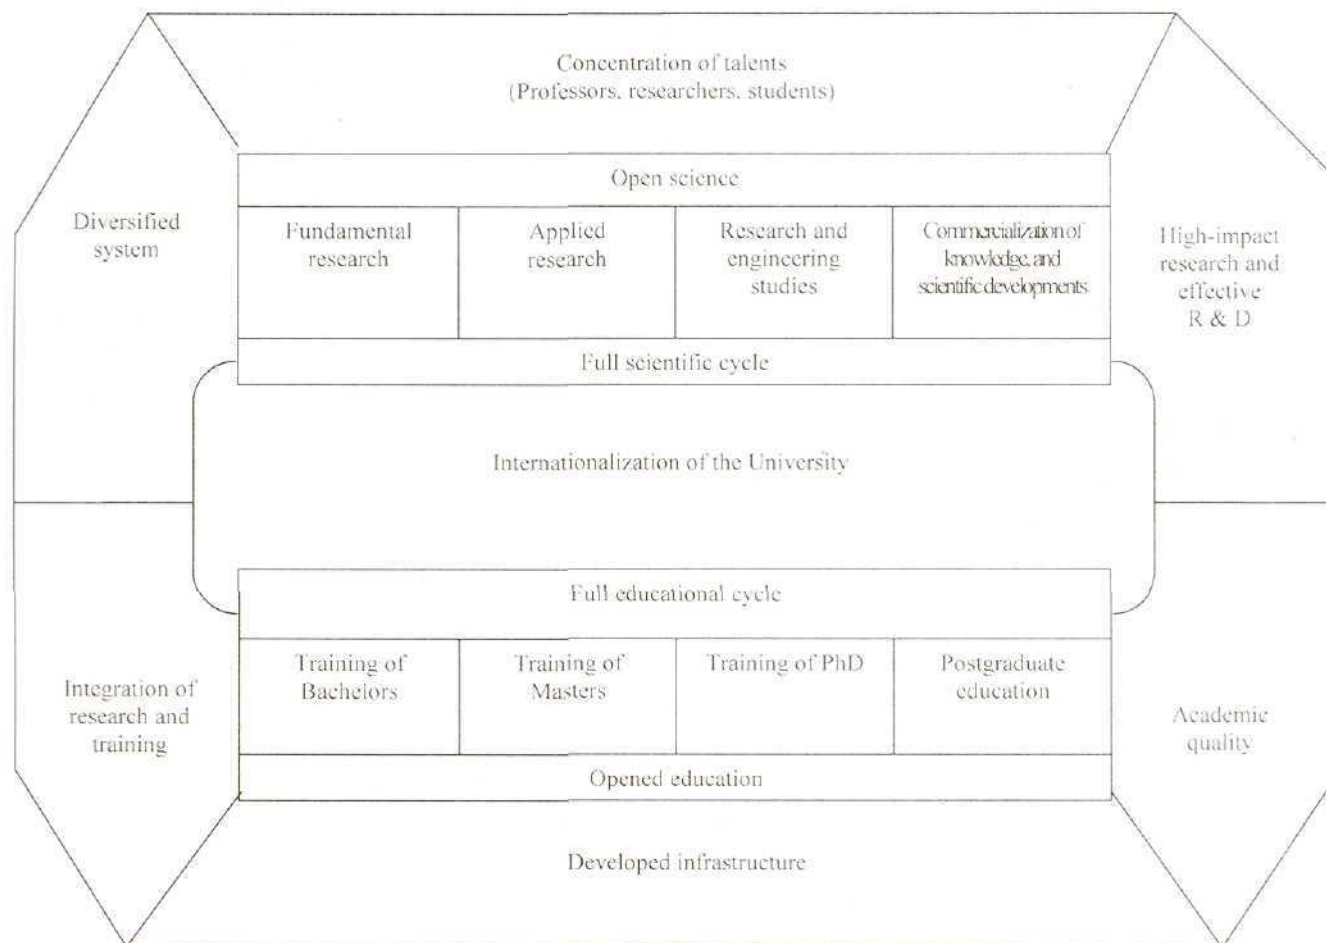 Concentration of talents
(Professors, researchers, students)
Open science
Diversified
system
Fundamental
research
Applied
research
Research and
engineering
studies
Commercialization of
knowledge, and
scientific developments
High-impact
research and
effective
R & D
Full scientific cycle
Internationalization of the University
Full educational cycle
Integration of
research and
training
Training of
Bachelors
Training of
Masters
Training of PhD
Postgraduate
education
Academic
quality
Opened education
Developed infrastructure